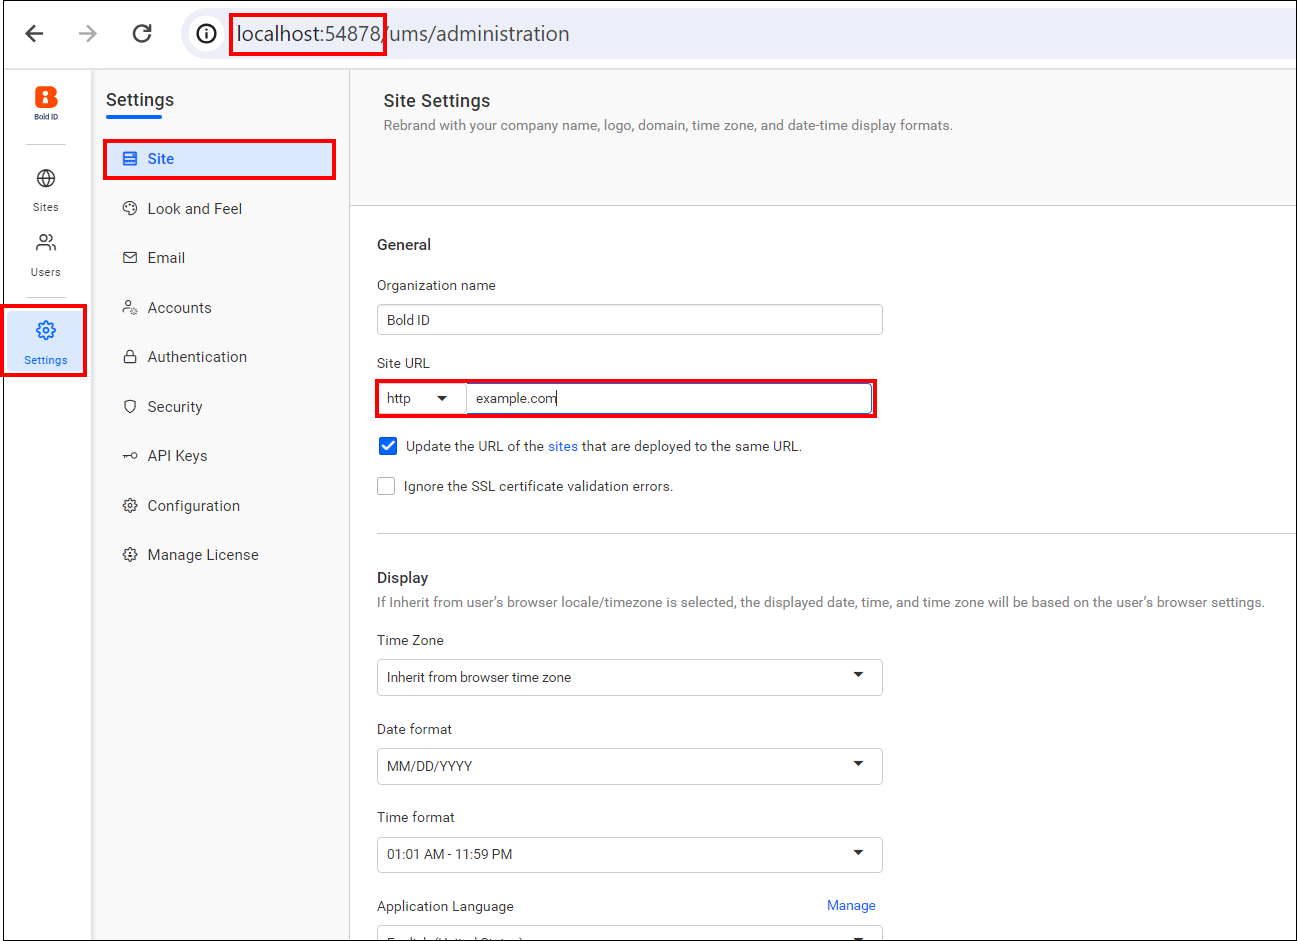 localhost:54878/ums/administration
Bold ID
Sites
Users
Settings
Settings
Site
Look and Feel
Email
Accounts
Authentication
Security
API Keys
Configuration
Manage License
Site Settings
Rebrand with your company name, logo, domain, time zone, and date-time display formats.
General
Organization name
Bold ID
Site URL
http example.com
Update the URL of the sites that are deployed to the same URL.
Ignore the SSL certificate validation errors.
Display
If Inherit from user’s browser locale/timezone is selected, the displayed date, time, and time zone will be based on the user’s browser settings.
Time Zone
Inherit from browser time zone
Date format
MM/DD/YYYY
Time format
01:01 AM - 11:59 PM
Application Language Manage
English (United States)